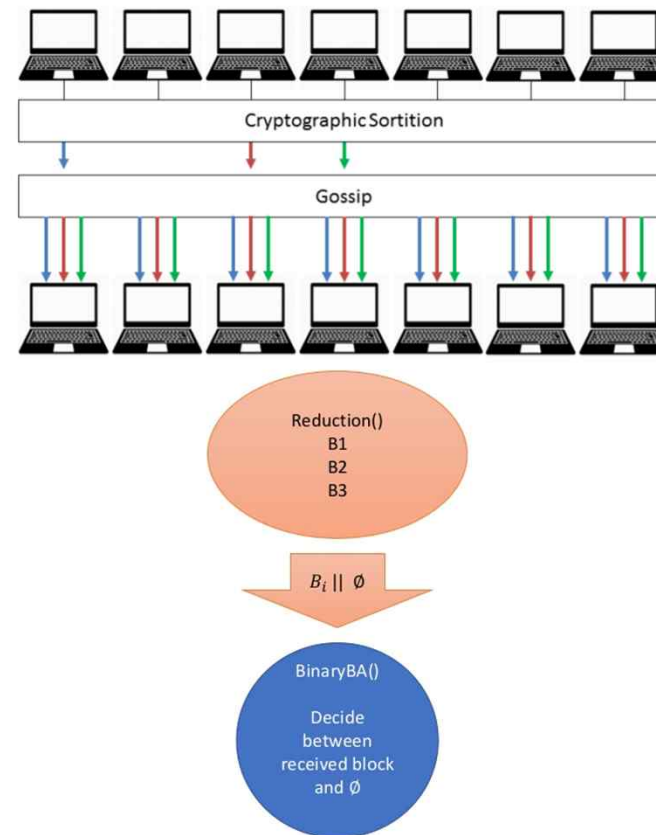 Cryptographic Sortition
Gossip
Reduction()
B1
B2
B3
B_i || ∅
BinaryBA()
Decide
between
received block
and ∅